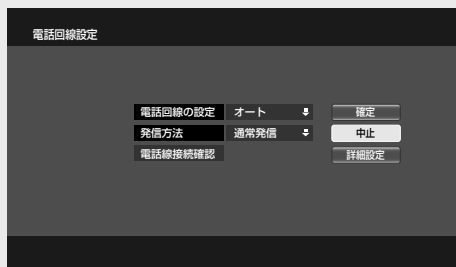 電話回線設定
電話回線の設定 オート 確定
発信方法 通常発信 中止
電話線接続確認 詳細設定